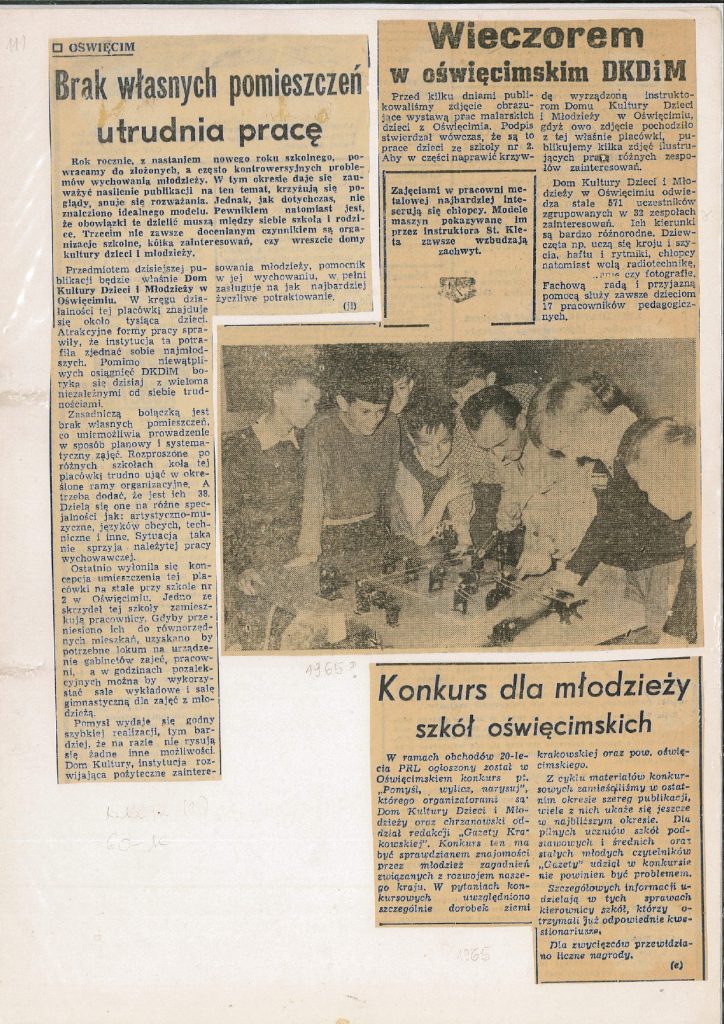 11)
□ OŚWIĘCIM
Brak własnych pomieszczeń
utrudnia pracę
Rok rocznie, z nastaniem nowego roku szkolnego, po-
wracamy do złożonych, a często kontrowersyjnych proble-
mów wychowania młodzieży. W tym okresie daje się zau-
ważyć nasilenie publikacji na ten temat, krzyżują się po-
glądy, snuje się rozważania. Jednak, jak dotychczas, nie
znaleziono idealnego modelu. Pewnikiem natomiast jest,
że obowiązki te dzielić muszą między siebie szkoła i rodzi-
ce. Trzecim nie zawsze docenianym czynnikiem są orga-
nizacje szkolne, kółka zainteresowań, czy wreszcie domy
kultury dzieci i młodzieży.
Przedmiotem dzisiejszej pu-
blikacji będzie właśnie Dom
Kultury Dzieci i Młodzieży w
Oświęcimiu. W kręgu dzia-
łalności tej placówki znajduje
się około tysiąca dzieci.
Atrakcyjne formy pracy spra-
wiły, że instytucja ta potra-
fiła zjednać sobie najmłod-
szych. Pomimo niewątpli-
wych osiągnięć DKDiM bo-
ryka się dzisiaj z wieloma
niezależnymi od siebie trud-
nościami.
Zasadniczą bolączką jest
brak własnych pomieszczeń,
co uniemożliwia prowadzenie
w sposób planowy i systema-
tyczny zajęć. Rozproszone po
różnych szkołach koła tej
placówki trudno ująć w okre-
ślone ramy organizacyjne. A
trzeba dodać, że jest ich 38.
Dzielą się one na różne spec-
jalności jak: artystyczno-mu-
zyczne, języków obcych, tech-
niczne i inne. Sytuacja taka
nie sprzyja należytej pracy
wychowawczej.
Ostatnio wyłoniła się kon-
cepcja umieszczenia tej pla-
cówki na stałe przy szkole nr
2 w Oświęcimiu. Jedno ze
skrzydeł tej szkoły zamiesz-
kują pracownicy. Gdyby prze-
niesiono ich do równorzęd-
nych mieszkań, uzyskano by
potrzebne lokum na urządze-
nie gabinetów zajęć, pracow-
ni, a w godzinach pozalek-
cyjnych można by wykorzy-
stać sale wykładowe i salę
gimnastyczną dla zajęć z mło-
dzieżą.
Pomysł wydaje się godny
szybkiej realizacji, tym bar-
dziej, że na razie nie rysują
się żadne inne możliwości.
Dom Kultury, instytucja roz-
wijająca pożyteczne zaintere-
sowania młodzieży, pomocnik
w jej wychowaniu, w pełni
zasługuje na jak najbardziej
życzliwe potraktowanie.
(jl)
Wieczorem
w oświęcimskim DKDiM
Przed kilku dniami publi-
kowaliśmy zdjęcie obrazu-
jące wystawę prac malarskich
dzieci z Oświęcimia. Podpis
stwierdzał wówczas, że są to
prace dzieci ze szkoły nr 2.
Aby w części naprawić krzyw-
dę wyrządzoną instrukto-
rom Domu Kultury Dzieci
i Młodzieży w Oświęcimiu,
gdyż owo zdjęcie pochodziło
z tej właśnie placówki, pu-
blikujemy kilka zdjęć ilustru-
jących pracę różnych zespo-
łów zainteresowań.
Dom Kultury Dzieci i Mło-
dzieży w Oświęcimiu odwie-
dza stale 571 uczestników
zgrupowanych w 32 zespołach
zainteresowań. Ich kierunki
są bardzo różnorodne. Dziew-
częta np. uczą się kroju i szy-
cia, haftu i rytmiki, chłopcy
natomiast wolą radiotechnikę,
czy fotografię.
Fachową radą i przyjazną
pomocą służy zawsze dzieciom
17 pracowników pedagogicz-
nych.
Zajęciami w pracowni me-
talowej najbardziej inte-
resują się chłopcy. Modele
maszyn pokazywane im
przez instruktora St. Kle-
ta zawsze wzbudzają
zachwyt.
1965?
Konkurs dla młodzieży
szkół oświęcimskich
W ramach obchodów 20-le-
cia PRL ogłoszony został w
Oświęcimskiem konkurs pt.
„Pomyśl, wylicz, narysuj",
którego organizatorami są:
Dom Kultury Dzieci i Mło-
dzieży oraz chrzanowski od-
dział redakcji „Gazety Kra-
kowskiej". Konkurs ten ma
być sprawdzianem znajomości
przez młodzież zagadnień
związanych z rozwojem nasze-
go kraju. W pytaniach kon-
kursowych uwzględniono
szczególnie dorobek ziemi
krakowskiej oraz pow. oświę-
cimskiego.
Z cyklu materiałów konkur-
sowych zamieściliśmy w ostat-
nim okresie szereg publikacji,
wiele z nich ukaże się jeszcze
w najbliższym okresie. Dla
pilnych uczniów szkół pod-
stawowych i średnich oraz
stałych młodych czytelników
„Gazety" udział w konkursie
nie powinien być problemem.
Szczegółowych informacji u-
dzielają w tych sprawach
kierownicy szkół, którzy o-
trzymali już odpowiednie kwe-
stionariusze.
Dla zwycięzców przewidzia-
no liczne nagrody.
(e)
1965